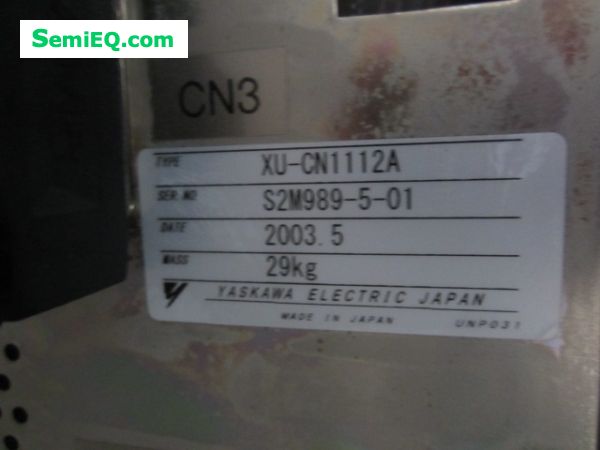 SemiEQ.com
CN3
TYPE XU-CN1112A
SER. NO S2M989-5-01
DATE 2003.5
MASS 29kg
YASKAWA ELECTRIC JAPAN
MADE IN JAPAN UNP031